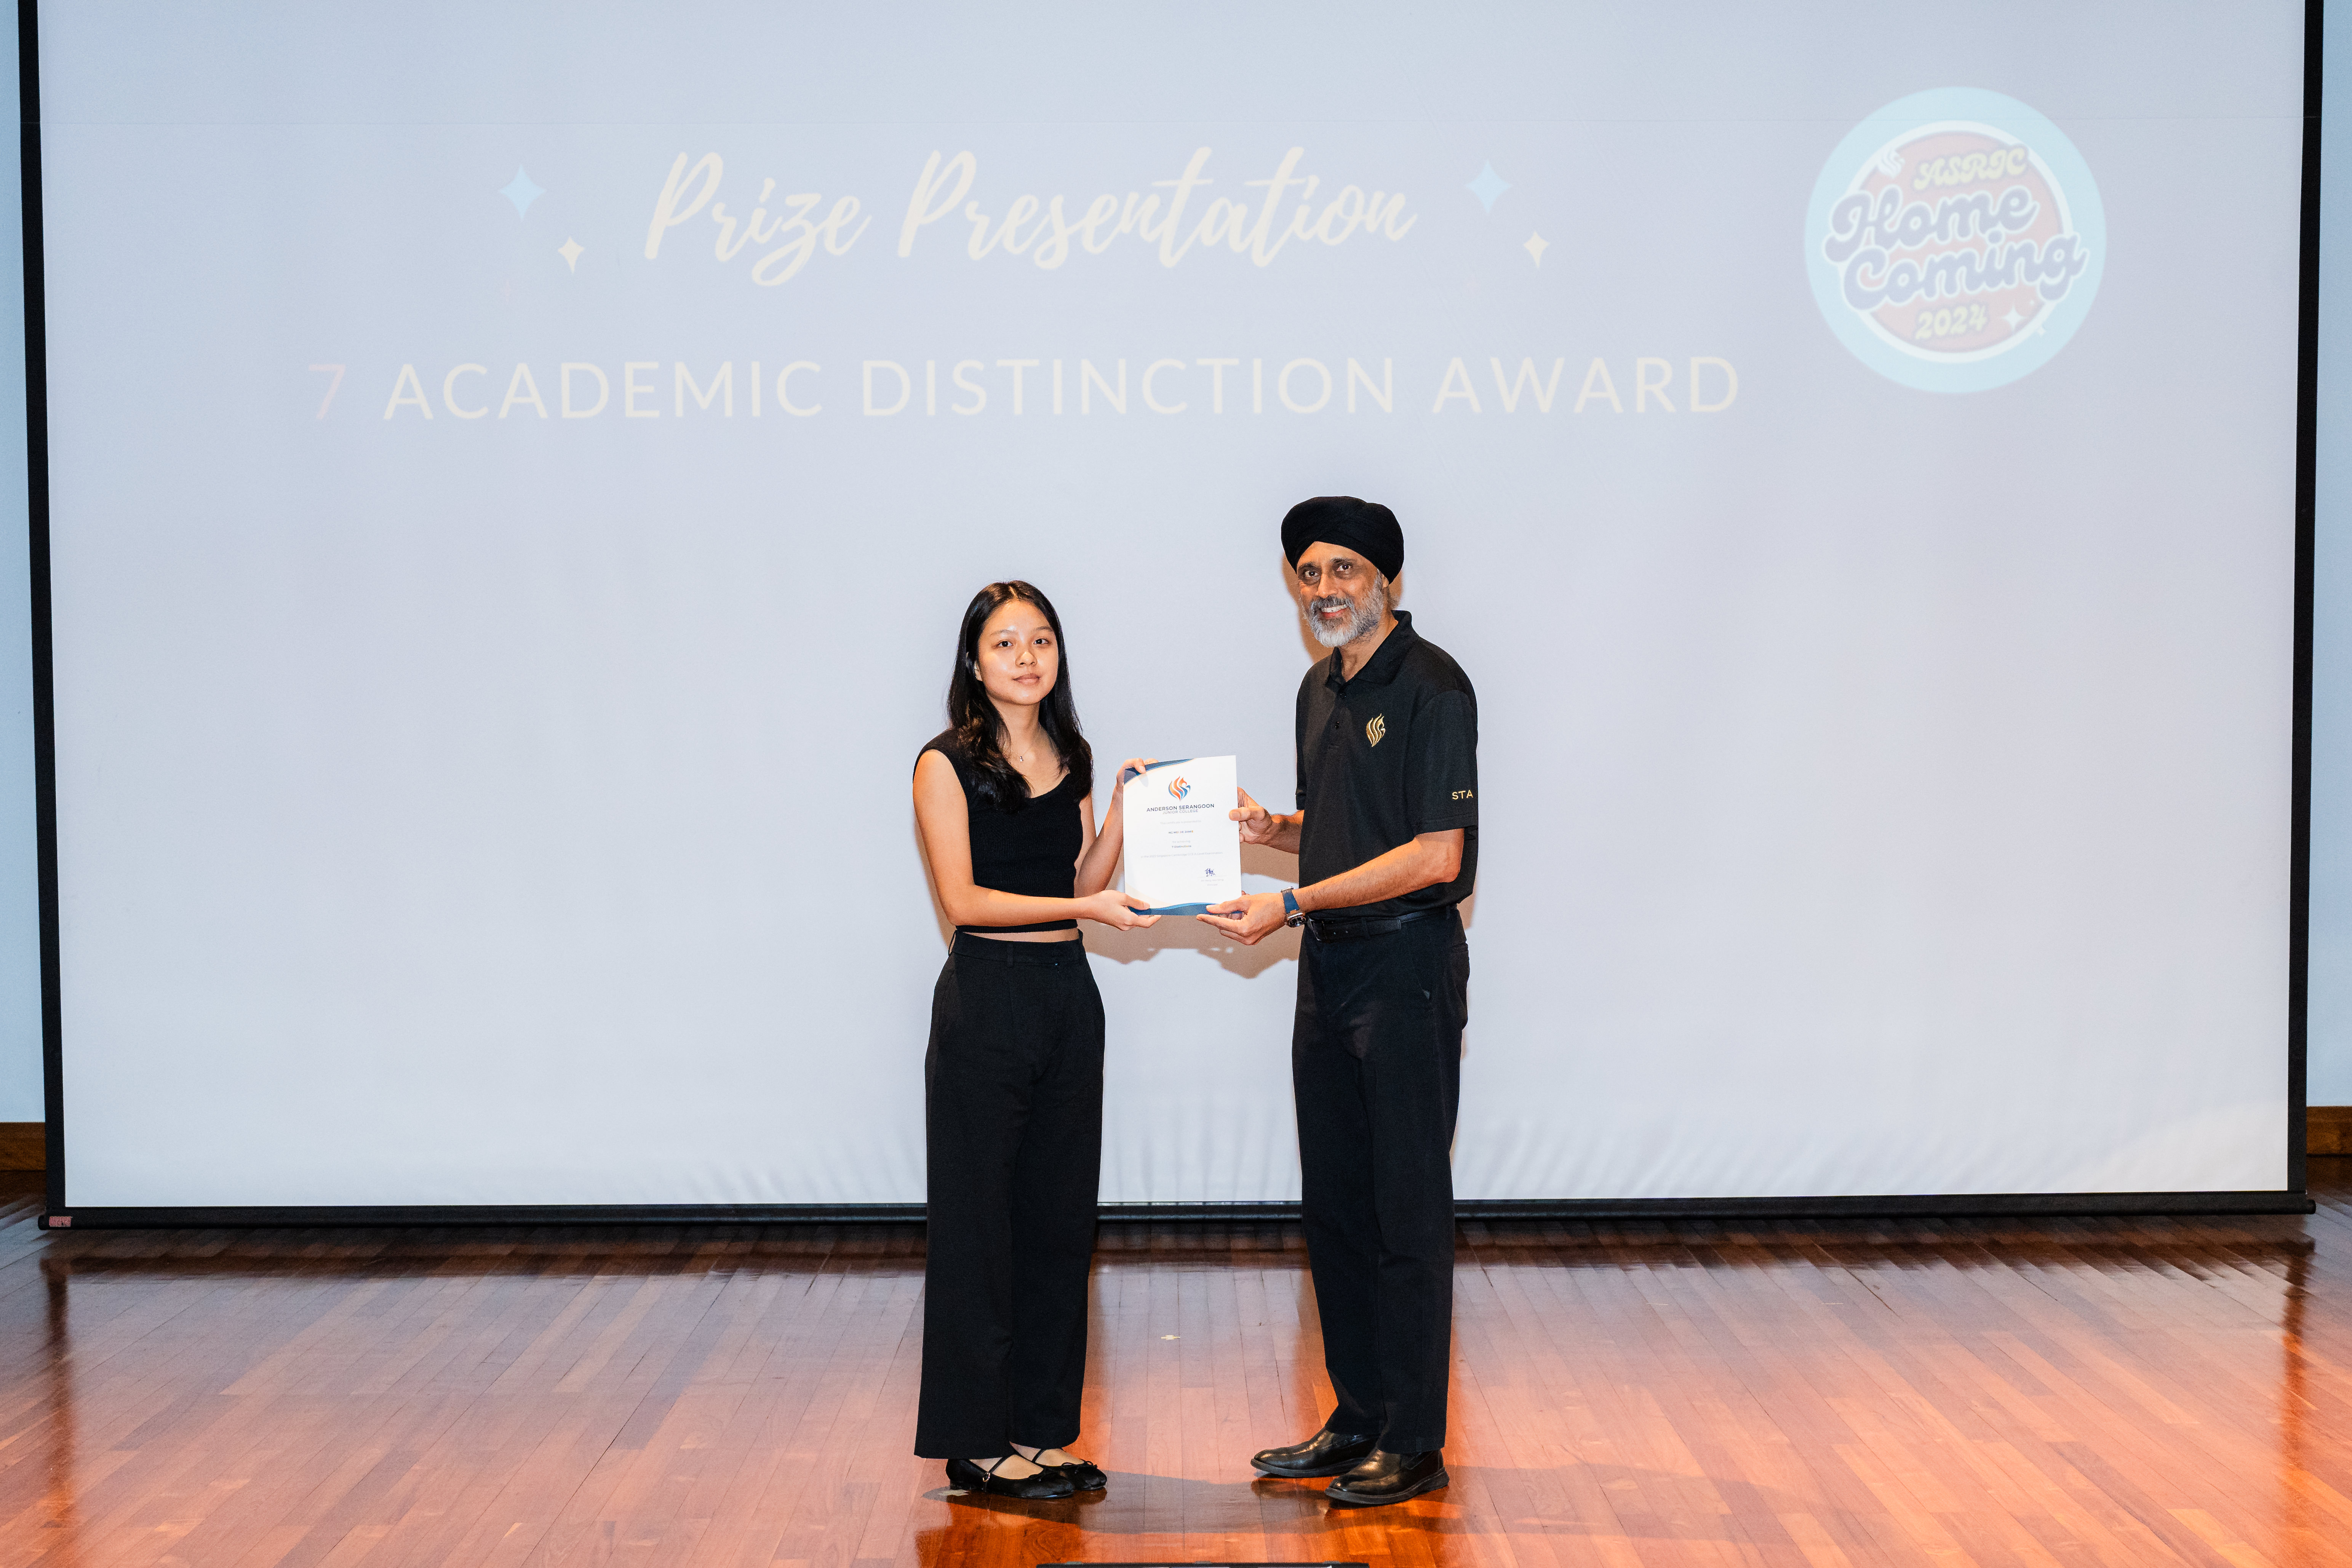 Prize Presentation
7 ACADEMIC DISTINCTION AWARD
ASRJC
Home
Coming
2024
STA
ANDERSON SERANGOON
JUNIOR COLLEGE